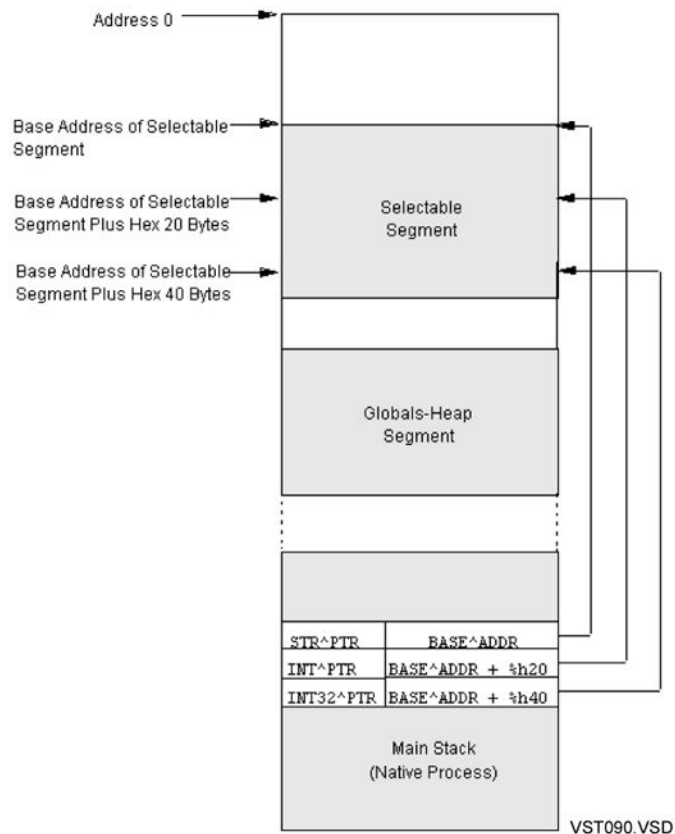 Address 0
Base Address of Selectable
Segment
Base Address of Selectable
Segment Plus Hex 20 Bytes
Base Address of Selectable
Segment Plus Hex 40 Bytes
Selectable
Segment
Globals-Heap
Segment
STR^PTR BASE^ADDR
INT^PTR BASE^ADDR + %h20
INT32^PTR BASE^ADDR + %h40
Main Stack
(Native Process)
VST090.VSD